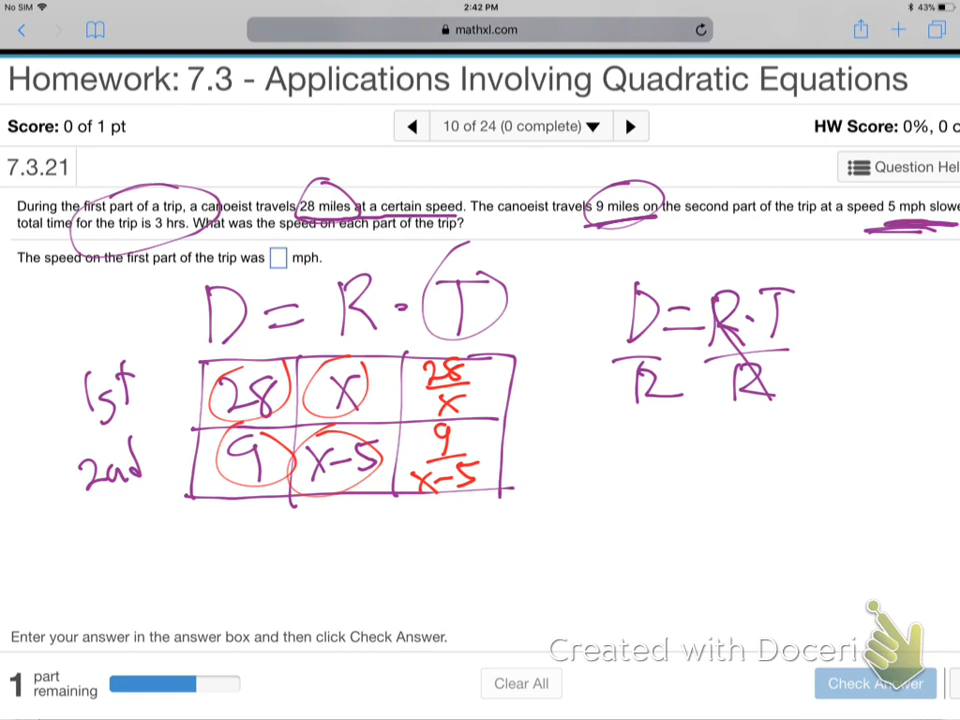 No SIM 2:42 PM 43%
mathxl.com
Homework: 7.3 - Applications Involving Quadratic Equations
Score: 0 of 1 pt 10 of 24 (0 complete) HW Score: 0%, 0 o
7.3.21 Question Hel
During the first part of a trip, a canoeist travels 28 miles at a certain speed. The canoeist travels 9 miles on the second part of the trip at a speed 5 mph slowe
total time for the trip is 3 hrs. What was the speed on each part of the trip?
The speed on the first part of the trip was mph.
D = R · T
D = R · T
R R
1st 28 x 28/x
2nd 9 x-5 9/x-5
Enter your answer in the answer box and then click Check Answer.
Created with Doceri
1 part remaining Clear All Check Answer